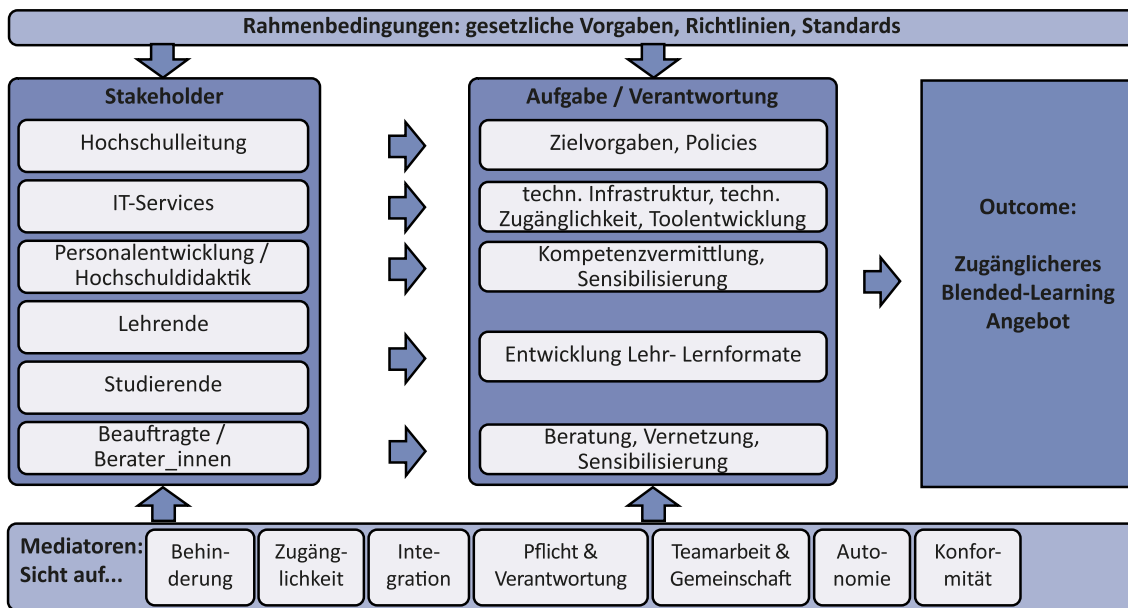 Rahmenbedingungen: gesetzliche Vorgaben, Richtlinien, Standards
Stakeholder
Hochschulleitung
IT-Services
Personalentwicklung /
Hochschuldidaktik
Lehrende
Studierende
Beauftragte /
Berater_innen
Aufgabe / Verantwortung
Zielvorgaben, Policies
techn. Infrastruktur, techn.
Zugänglichkeit, Toolentwicklung
Kompetenzvermittlung,
Sensibilisierung
Entwicklung Lehr- Lernformate
Beratung, Vernetzung,
Sensibilisierung
Outcome:
Zugänglicheres
Blended-Learning
Angebot
Mediatoren:
Sicht auf...
Behin-
derung
Zugäng-
lichkeit
Inte-
gration
Pflicht &
Verantwortung
Teamarbeit &
Gemeinschaft
Auto-
nomie
Konfor-
mität